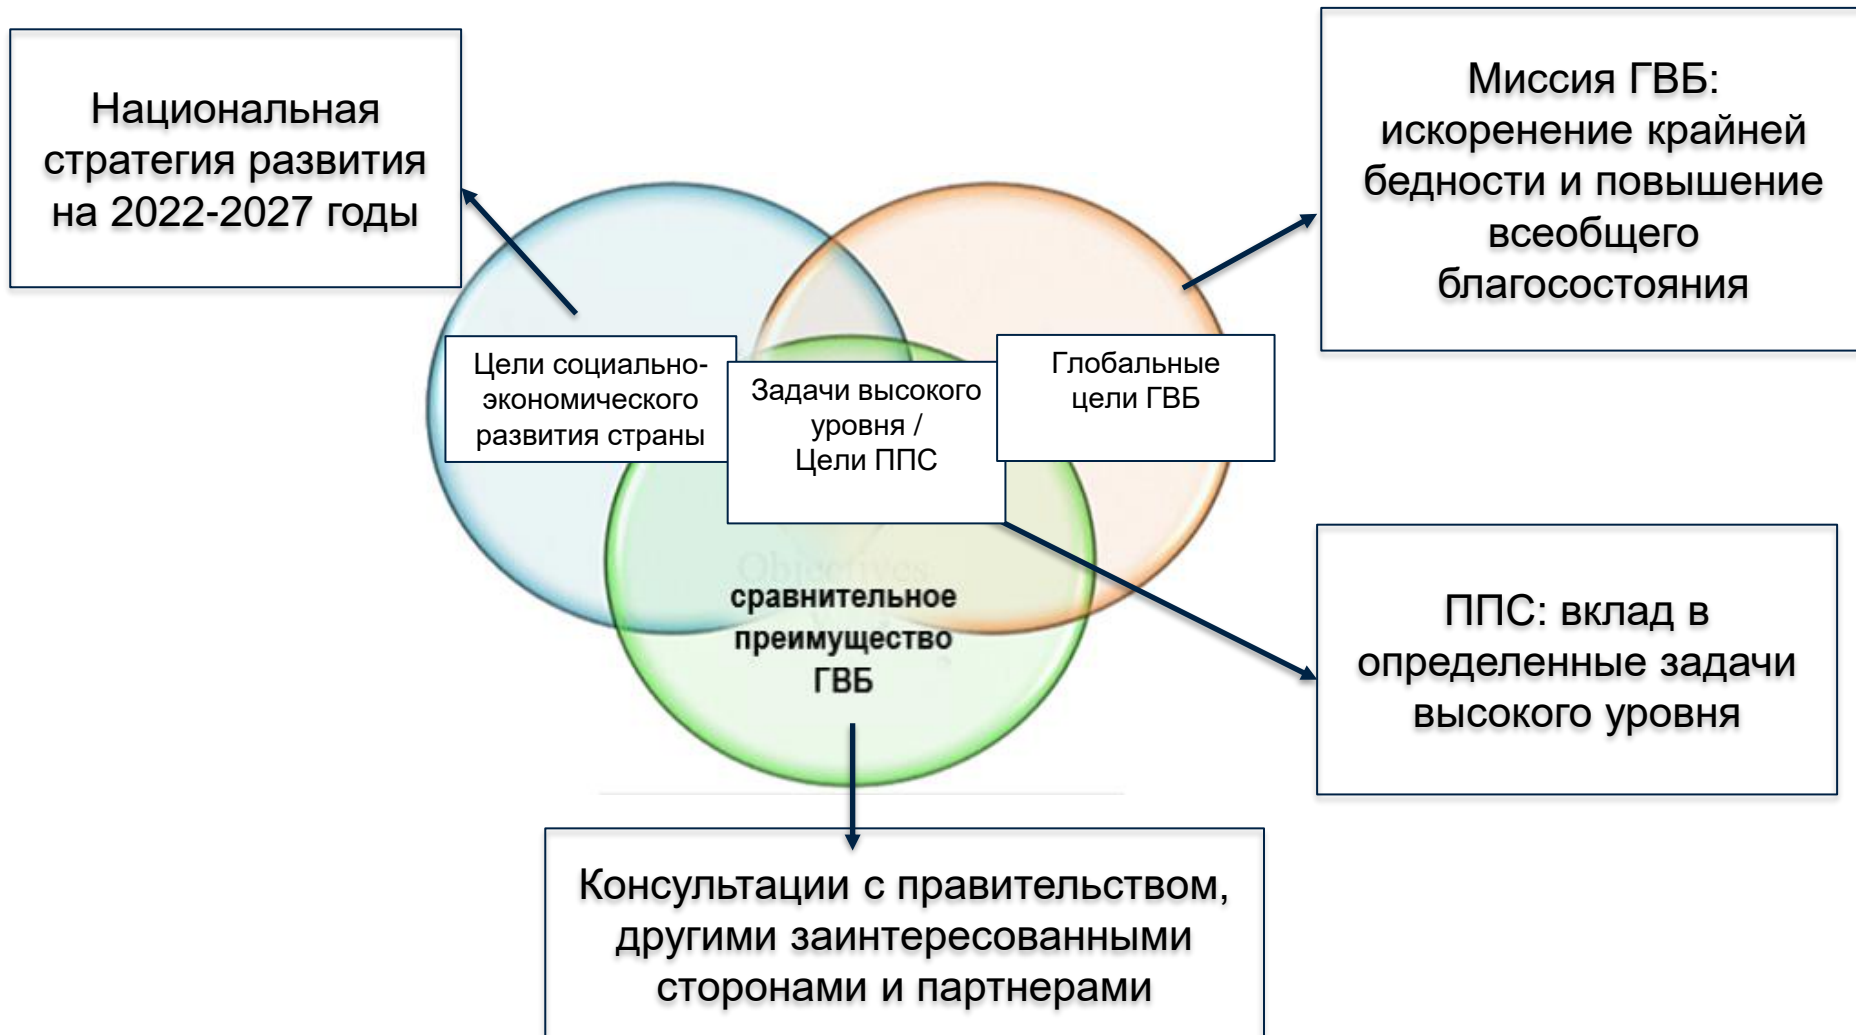 Национальная
стратегия развития
на 2022-2027 годы
Миссия ГВБ:
искоренение крайней
бедности и повышение
всеобщего
благосостояния
Цели социально-
экономического
развития страны
Задачи высокого
уровня /
Цели ППС
Глобальные
цели ГВБ
Objectives
сравнительное
преимущество
ГВБ
ППС: вклад в
определенные задачи
высокого уровня
Консультации с правительством,
другими заинтересованными
сторонами и партнерами